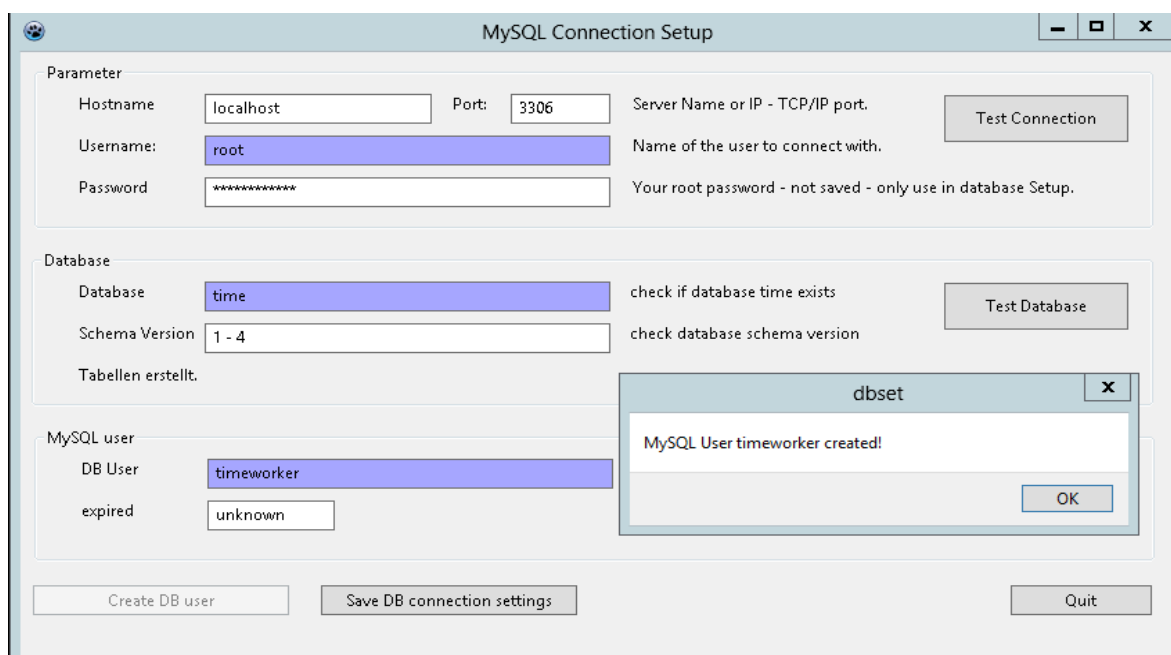 MySQL Connection Setup
Parameter
Hostname localhost Port: 3306 Server Name or IP - TCP/IP port. Test Connection
Username: root Name of the user to connect with.
Password ************ Your root password - not saved - only use in database Setup.
Database
Database time check if database time exists Test Database
Schema Version 1 - 4 check database schema version
Tabellen erstellt.
dbset
MySQL User timeworker created!
OK
MySQL user
DB User timeworker
expired unknown
Create DB user Save DB connection settings Quit